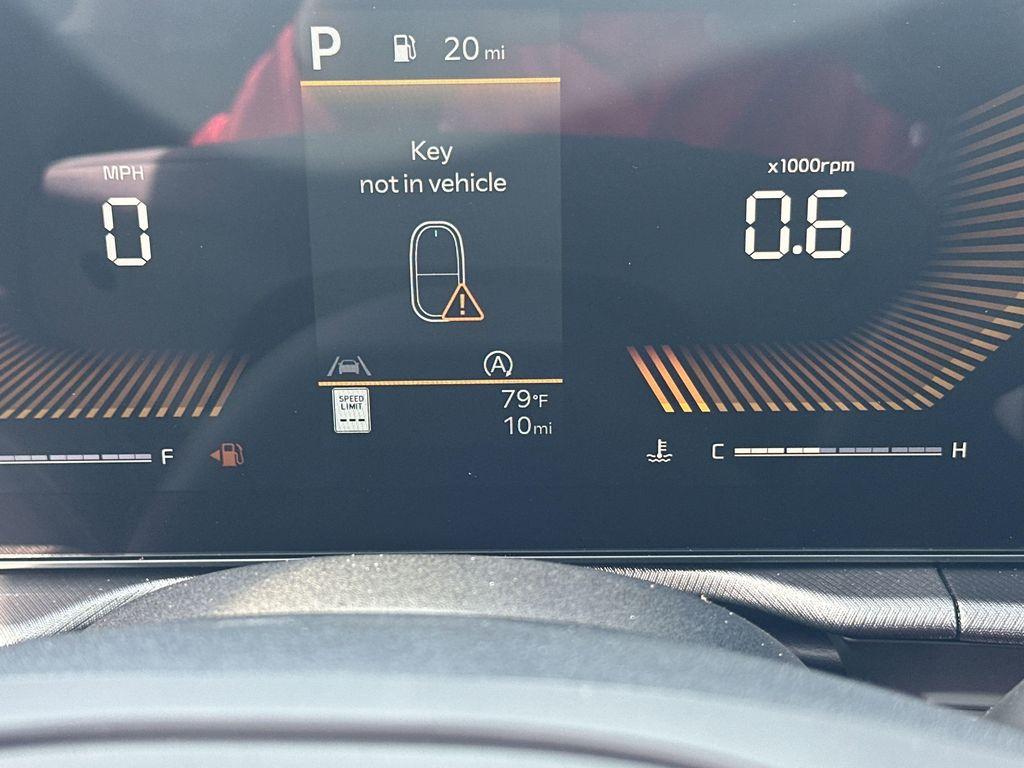 P 20 mi
Key
not in vehicle
MPH
0
x1000rpm
0.6
!
A
SPEED
LIMIT
---
79°F
10mi
F
C
H